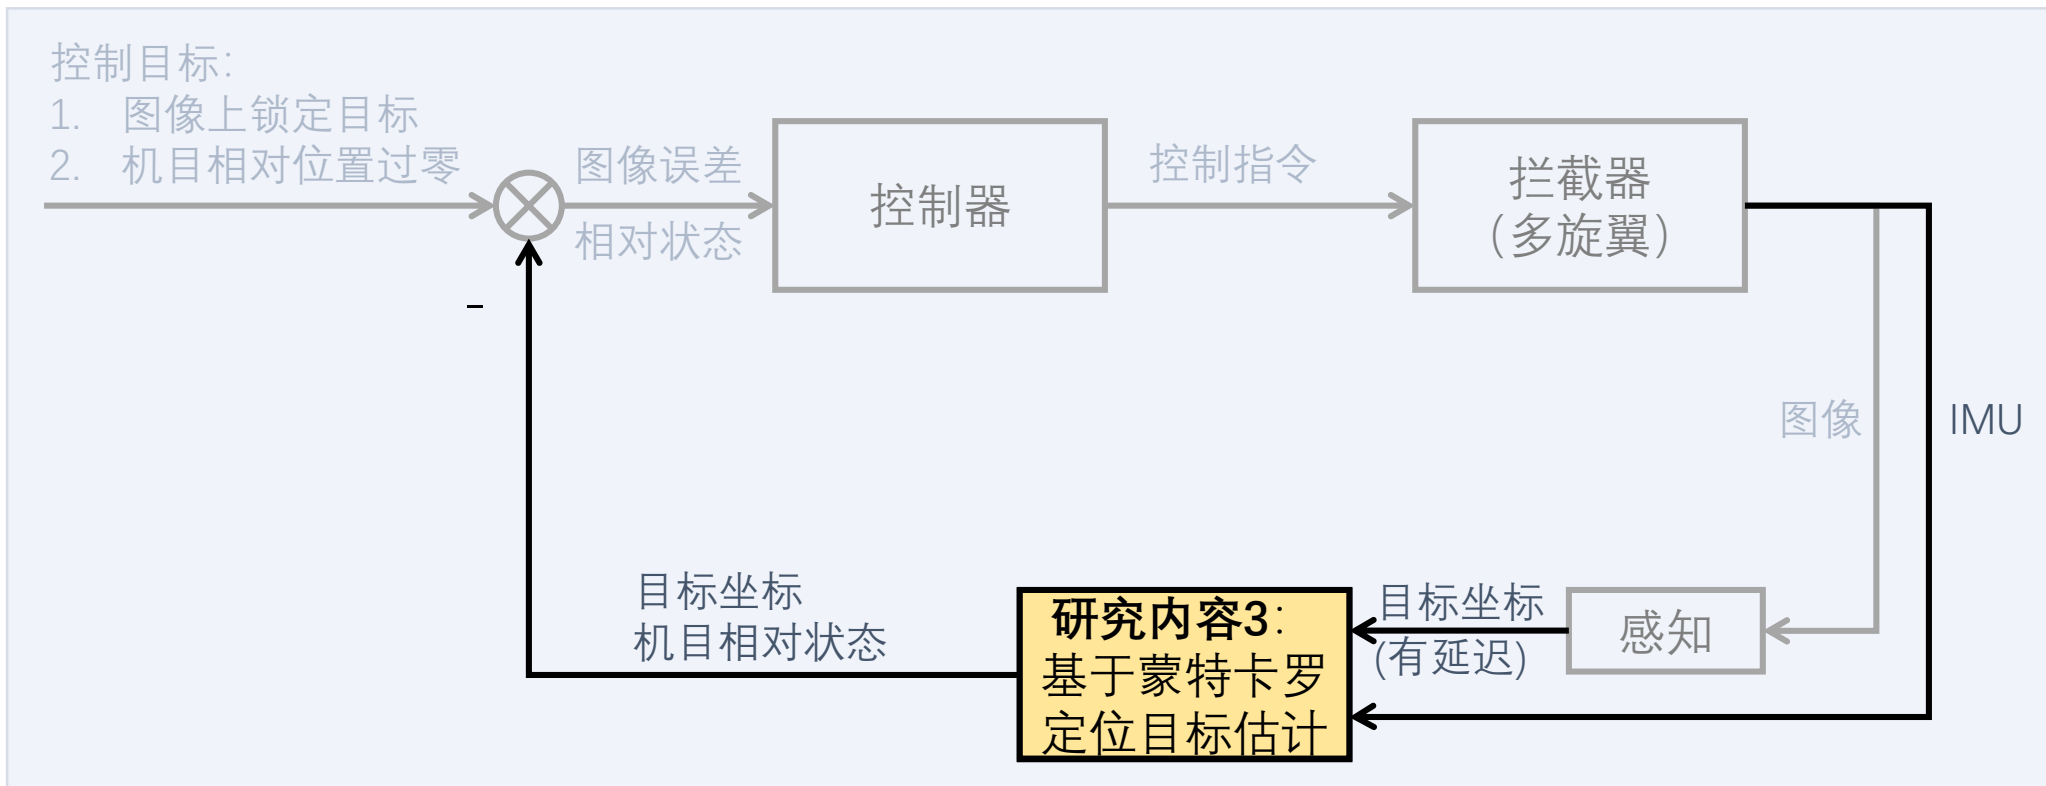 控制目标：
1. 图像上锁定目标
2. 机目相对位置过零
图像误差
相对状态
控制器
控制指令
拦截器
（多旋翼）
-
图像
IMU
目标坐标
机目相对状态
研究内容3：
基于蒙特卡罗
定位目标估计
目标坐标
(有延迟)
感知